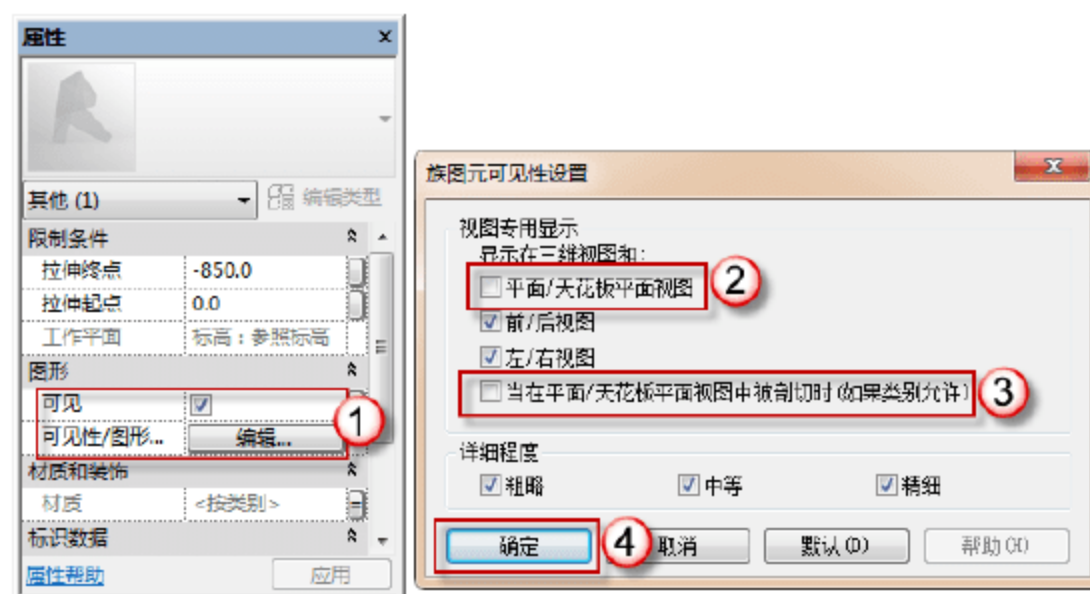 属性
其他 (1)
编辑类型
限制条件
拉伸终点 -850.0
拉伸起点 0.0
工作平面 标高：参照标高
图形
可见
可见性/图形... 编辑...
1
材质和装饰
材质 <按类别>
标识数据
属性帮助 应用
族图元可见性设置
视图专用显示
显示在三维视图和:
平面/天花板平面视图
2
前/后视图
左/右视图
当在平面/天花板平面视图中被剖切时(如果类别允许)
3
详细程度
粗略 中等 精细
确定 4 取消 默认(D) 帮助(H)